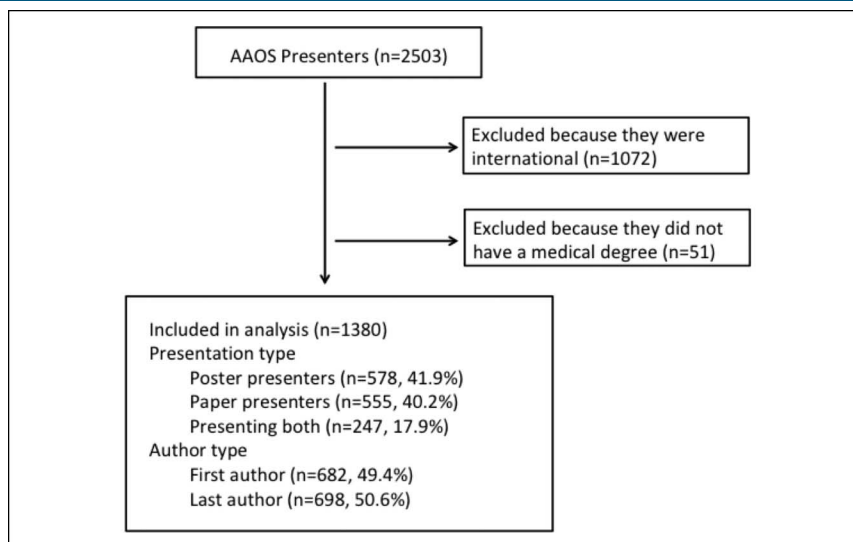 AAOS Presenters (n=2503)
Excluded because they were
international (n=1072)
Excluded because they did not
have a medical degree (n=51)
Included in analysis (n=1380)
Presentation type
Poster presenters (n=578, 41.9%)
Paper presenters (n=555, 40.2%)
Presenting both (n=247, 17.9%)
Author type
First author (n=682, 49.4%)
Last author (n=698, 50.6%)